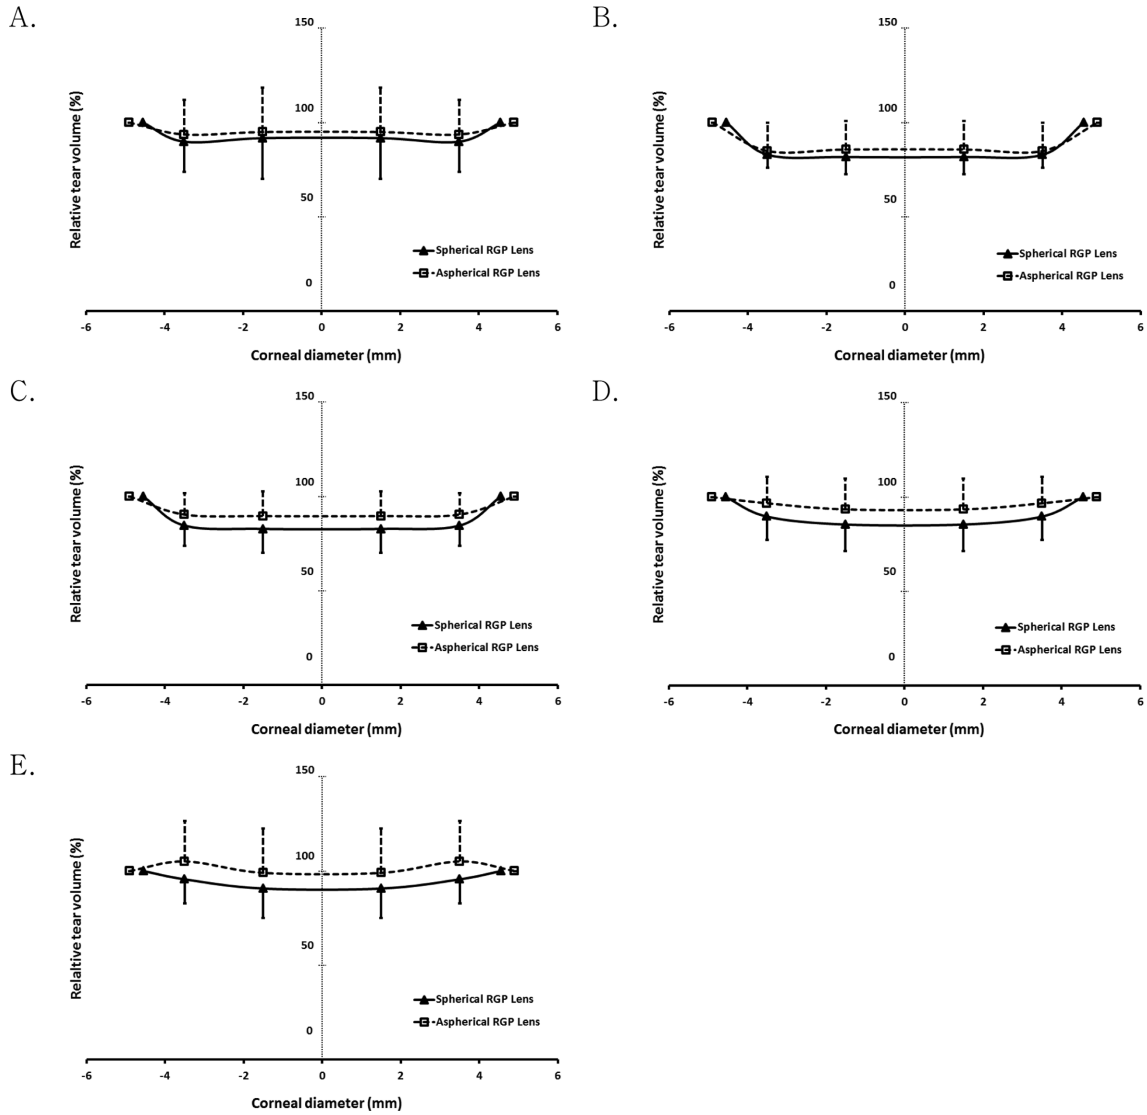 A.
150
100
50
0
Relative tear volume (%)
Spherical RGP Lens
Aspherical RGP Lens
-6 -4 -2 0 2 4 6
Corneal diameter (mm)
B.
150
100
50
0
Relative tear volume (%)
Spherical RGP Lens
Aspherical RGP Lens
-6 -4 -2 0 2 4 6
Corneal diameter (mm)
C.
150
100
50
0
Relative tear volume (%)
Spherical RGP Lens
Aspherical RGP Lens
-6 -4 -2 0 2 4 6
Corneal diameter (mm)
D.
150
100
50
0
Relative tear volume (%)
Spherical RGP Lens
Aspherical RGP Lens
-6 -4 -2 0 2 4 6
Corneal diameter (mm)
E.
150
100
50
0
Relaltive tear volume (%)
Spherical RGP Lens
Aspherical RGP Lens
-6 -4 -2 0 2 4 6
Corneal diameter (mm)